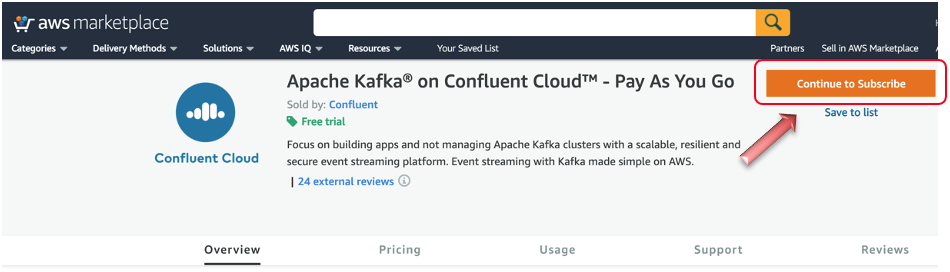 aws marketplace
Categories Delivery Methods Solutions AWS IQ Resources Your Saved List Partners Sell in AWS Marketplace
Apache Kafka® on Confluent Cloud™ - Pay As You Go
Continue to Subscribe
Sold by: Confluent
Save to list
Free trial
Confluent Cloud
Focus on building apps and not managing Apache Kafka clusters with a scalable, resilient and
secure event streaming platform. Event streaming with Kafka made simple on AWS.
| 24 external reviews
Overview Pricing Usage Support Reviews